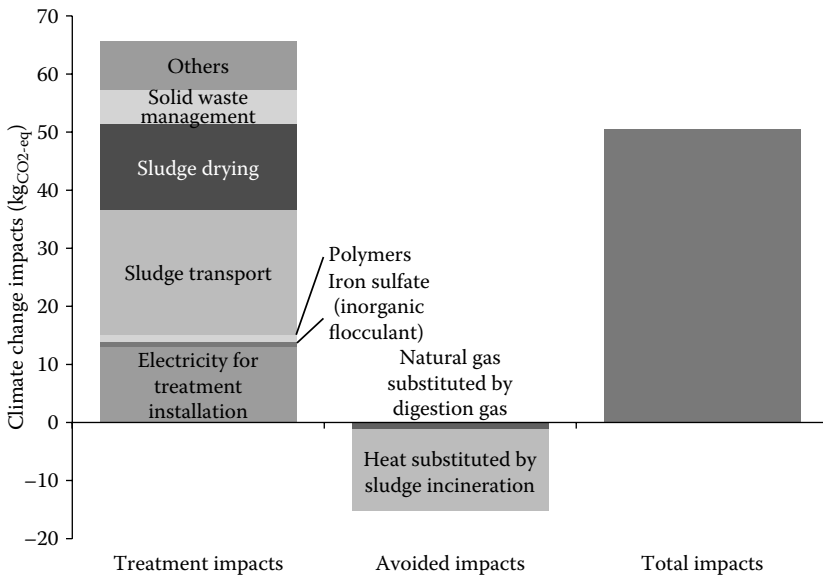 70
60
50
40
30
20
10
0
–10
–20
Climate change impacts (kgCO2-eq)
Others
Solid waste
management
Sludge drying
Sludge transport
Polymers
Iron sulfate
(inorganic
flocculant)
Electricity for
treatment
installation
Natural gas
substituted by
digestion gas
Heat substituted by
sludge incineration
Treatment impacts
Avoided impacts
Total impacts